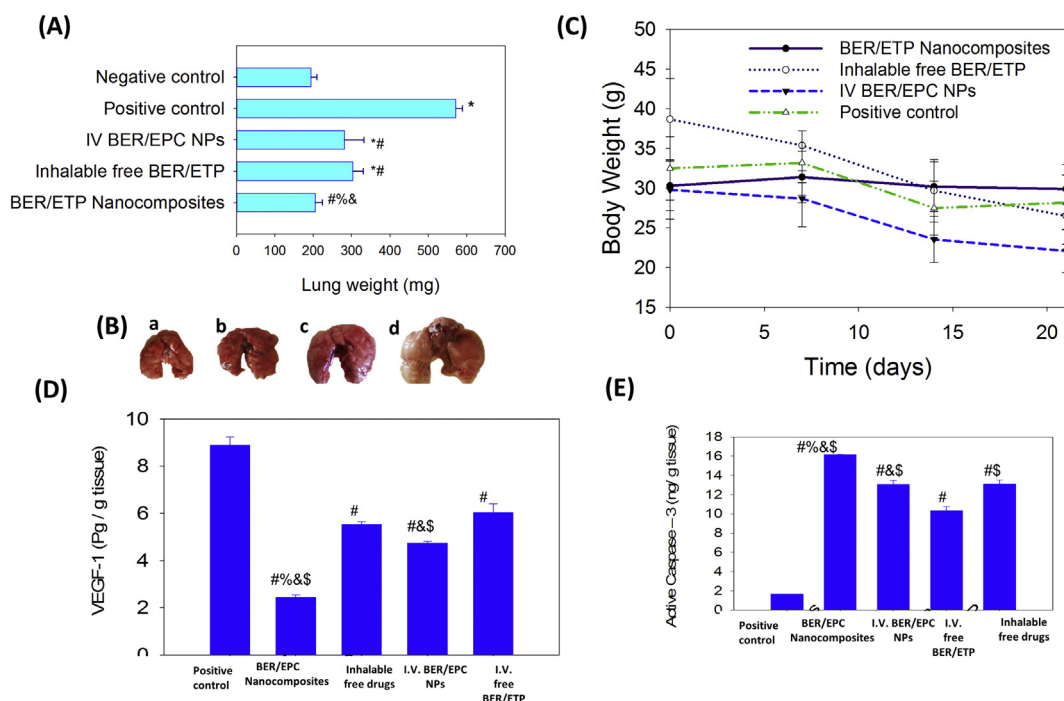 (A)
Negative control
Positive control
IV BER/EPC NPs
Inhalable free BER/ETP
BER/ETP Nanocomposites
*
*#
*#
#%&
0 100 200 300 400 500 600 700
Lung weight (mg)
(B)
a b c d
(C)
BER/ETP Nanocomposites
Inhalable free BER/ETP
IV BER/EPC NPs
Positive control
50
45
40
35
30
25
20
15
Body Weight (g)
0 5 10 15 20
Time (days)
(D)
10
8
6
4
2
0
VEGF-1 (Pg / g tissue)
#%&$
#
#&$
#
Positive
control
BER/EPC
Nanocomposites
Inhalable
free drugs
I.V. BER/EPC
NPs
I.V.
free
BER/ETP
(E)
18
16
14
12
10
8
6
4
2
0
Active Caspase – 3 (ng/ g tissue)
#%&$
#&$
#
#$
Positive
control
BER/EPC
Nanocomposites
I.V. BER/EPC
NPs
I.V.
free
BER/ETP
Inhalable
free drugs